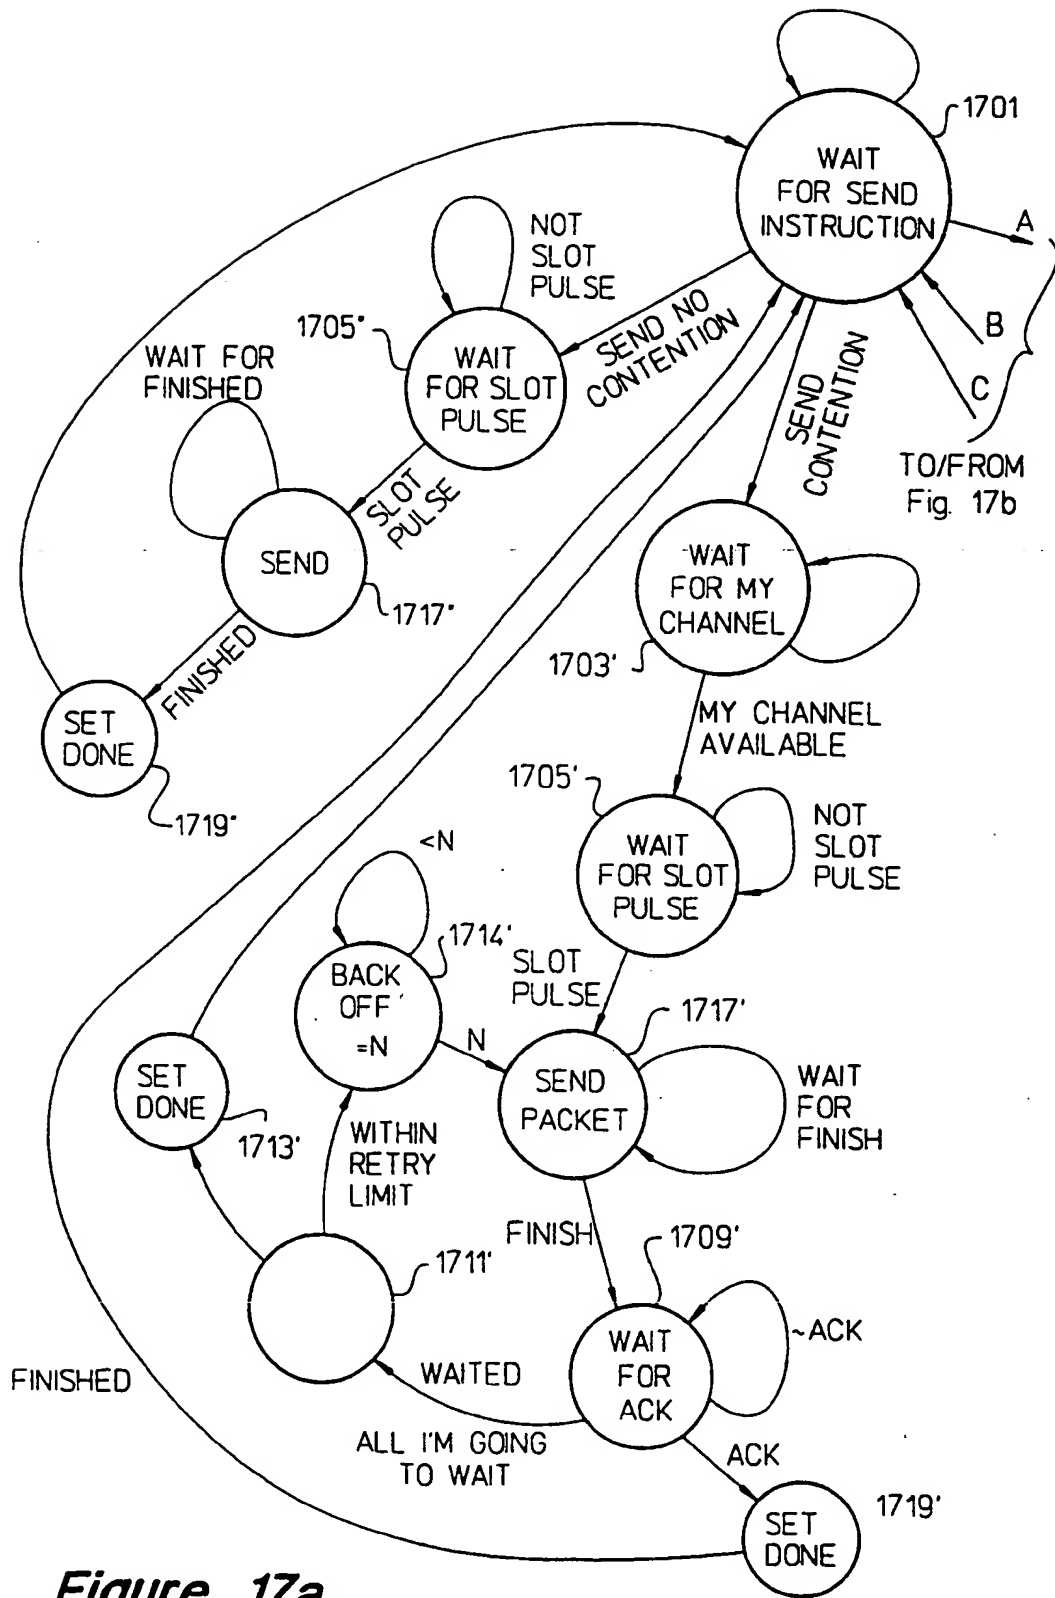 1701
WAIT
FOR SEND
INSTRUCTION
A
B
C
TO/FROM
Fig. 17b
NOT
SLOT
PULSE
1705"
WAIT
FOR SLOT
PULSE
SEND NO
CONTENTION
SEND
CONTENTION
WAIT FOR
FINISHED
SLOT
PULSE
SEND
1717"
FINISHED
SET
DONE
1719"
WAIT
FOR MY
CHANNEL
1703'
MY CHANNEL
AVAILABLE
1705'
WAIT
FOR SLOT
PULSE
NOT
SLOT
PULSE
<N
1714'
BACK
OFF
=N
N
SLOT
PULSE
1717'
SEND
PACKET
WAIT
FOR
FINISH
SET
DONE
1713'
WITHIN
RETRY
LIMIT
1711'
FINISH
1709'
WAIT
FOR
ACK
~ACK
WAITED
ALL I'M GOING
TO WAIT
FINISHED
ACK
1719'
SET
DONE
Figure 17a